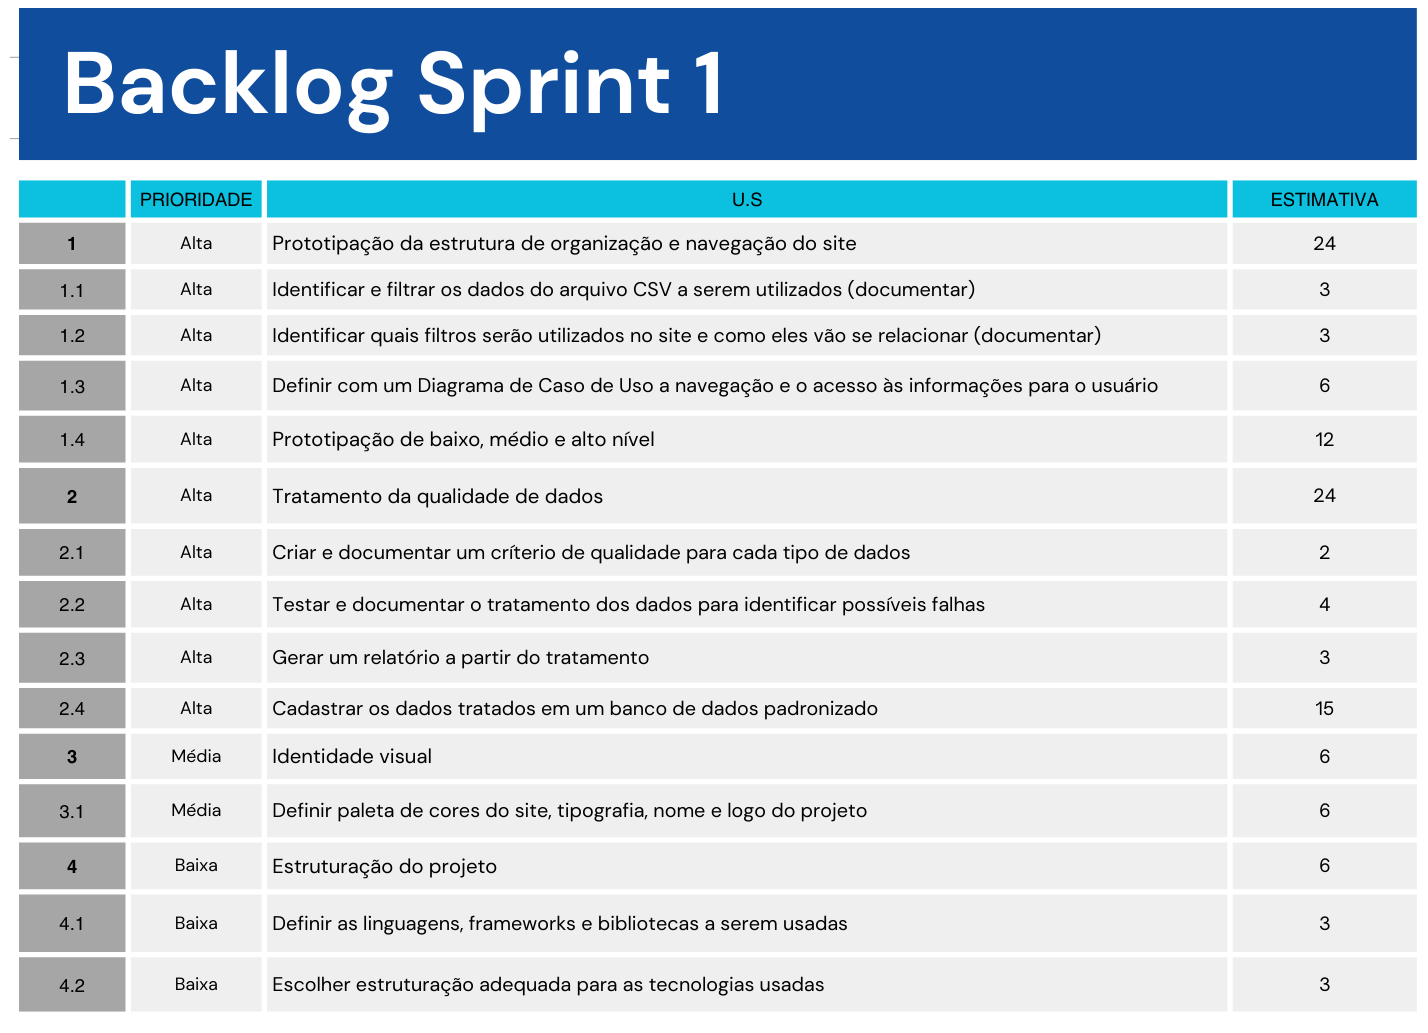 Backlog Sprint 1
PRIORIDADE U.S ESTIMATIVA
1 Alta Prototipação da estrutura de organização e navegação do site 24
1.1 Alta Identificar e filtrar os dados do arquivo CSV a serem utilizados (documentar) 3
1.2 Alta Identificar quais filtros serão utilizados no site e como eles vão se relacionar (documentar) 3
1.3 Alta Definir com um Diagrama de Caso de Uso a navegação e o acesso às informações para o usuário 6
1.4 Alta Prototipação de baixo, médio e alto nível 12
2 Alta Tratamento da qualidade de dados 24
2.1 Alta Criar e documentar um críterio de qualidade para cada tipo de dados 2
2.2 Alta Testar e documentar o tratamento dos dados para identificar possíveis falhas 4
2.3 Alta Gerar um relatório a partir do tratamento 3
2.4 Alta Cadastrar os dados tratados em um banco de dados padronizado 15
3 Média Identidade visual 6
3.1 Média Definir paleta de cores do site, tipografia, nome e logo do projeto 6
4 Baixa Estruturação do projeto 6
4.1 Baixa Definir as linguagens, frameworks e bibliotecas a serem usadas 3
4.2 Baixa Escolher estruturação adequada para as tecnologias usadas 3